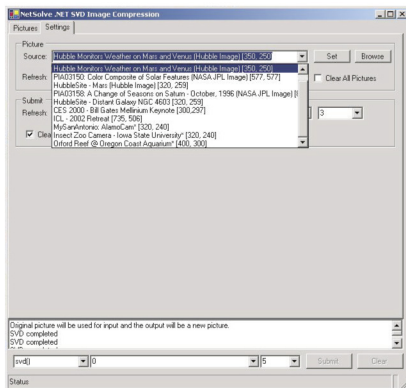 NetSolve .NET SVD Image Compression
Pictures Settings
Picture
Source: Hubble Monitors Weather on Mars and Venus (Hubble Image) [350, 250] Set Browse
Hubble Monitors Weather on Mars and Venus (Hubble Image) [350, 250]
Refresh: PIA03150: Color Composite of Solar Features (NASA JPL Image) [577, 577] Clear All Pictures
HubbleSite - Mars (Hubble Image) [320, 259]
PIA03158: A Change of Seasons on Saturn - October, 1996 (NASA JPL Image) [
Submit HubbleSite - Distant Galaxy NGC 4603 [320, 259]
Refresh: CES 2000 - Bill Gates Mellinium Keynote [300,297] 3
ICL - 2002 Retreat [735, 506]
MySanAntonio: AlamoCam* [320, 240]
Clea Insect Zoo Camera - Iowa State University* [320, 240]
Orford Reef @ Oregon Coast Aquarium* [400, 300]
Original picture will be used for input and the output will be a new picture.
SVD completed
SVD completed
svd() 0 5 Submit Clear
Status